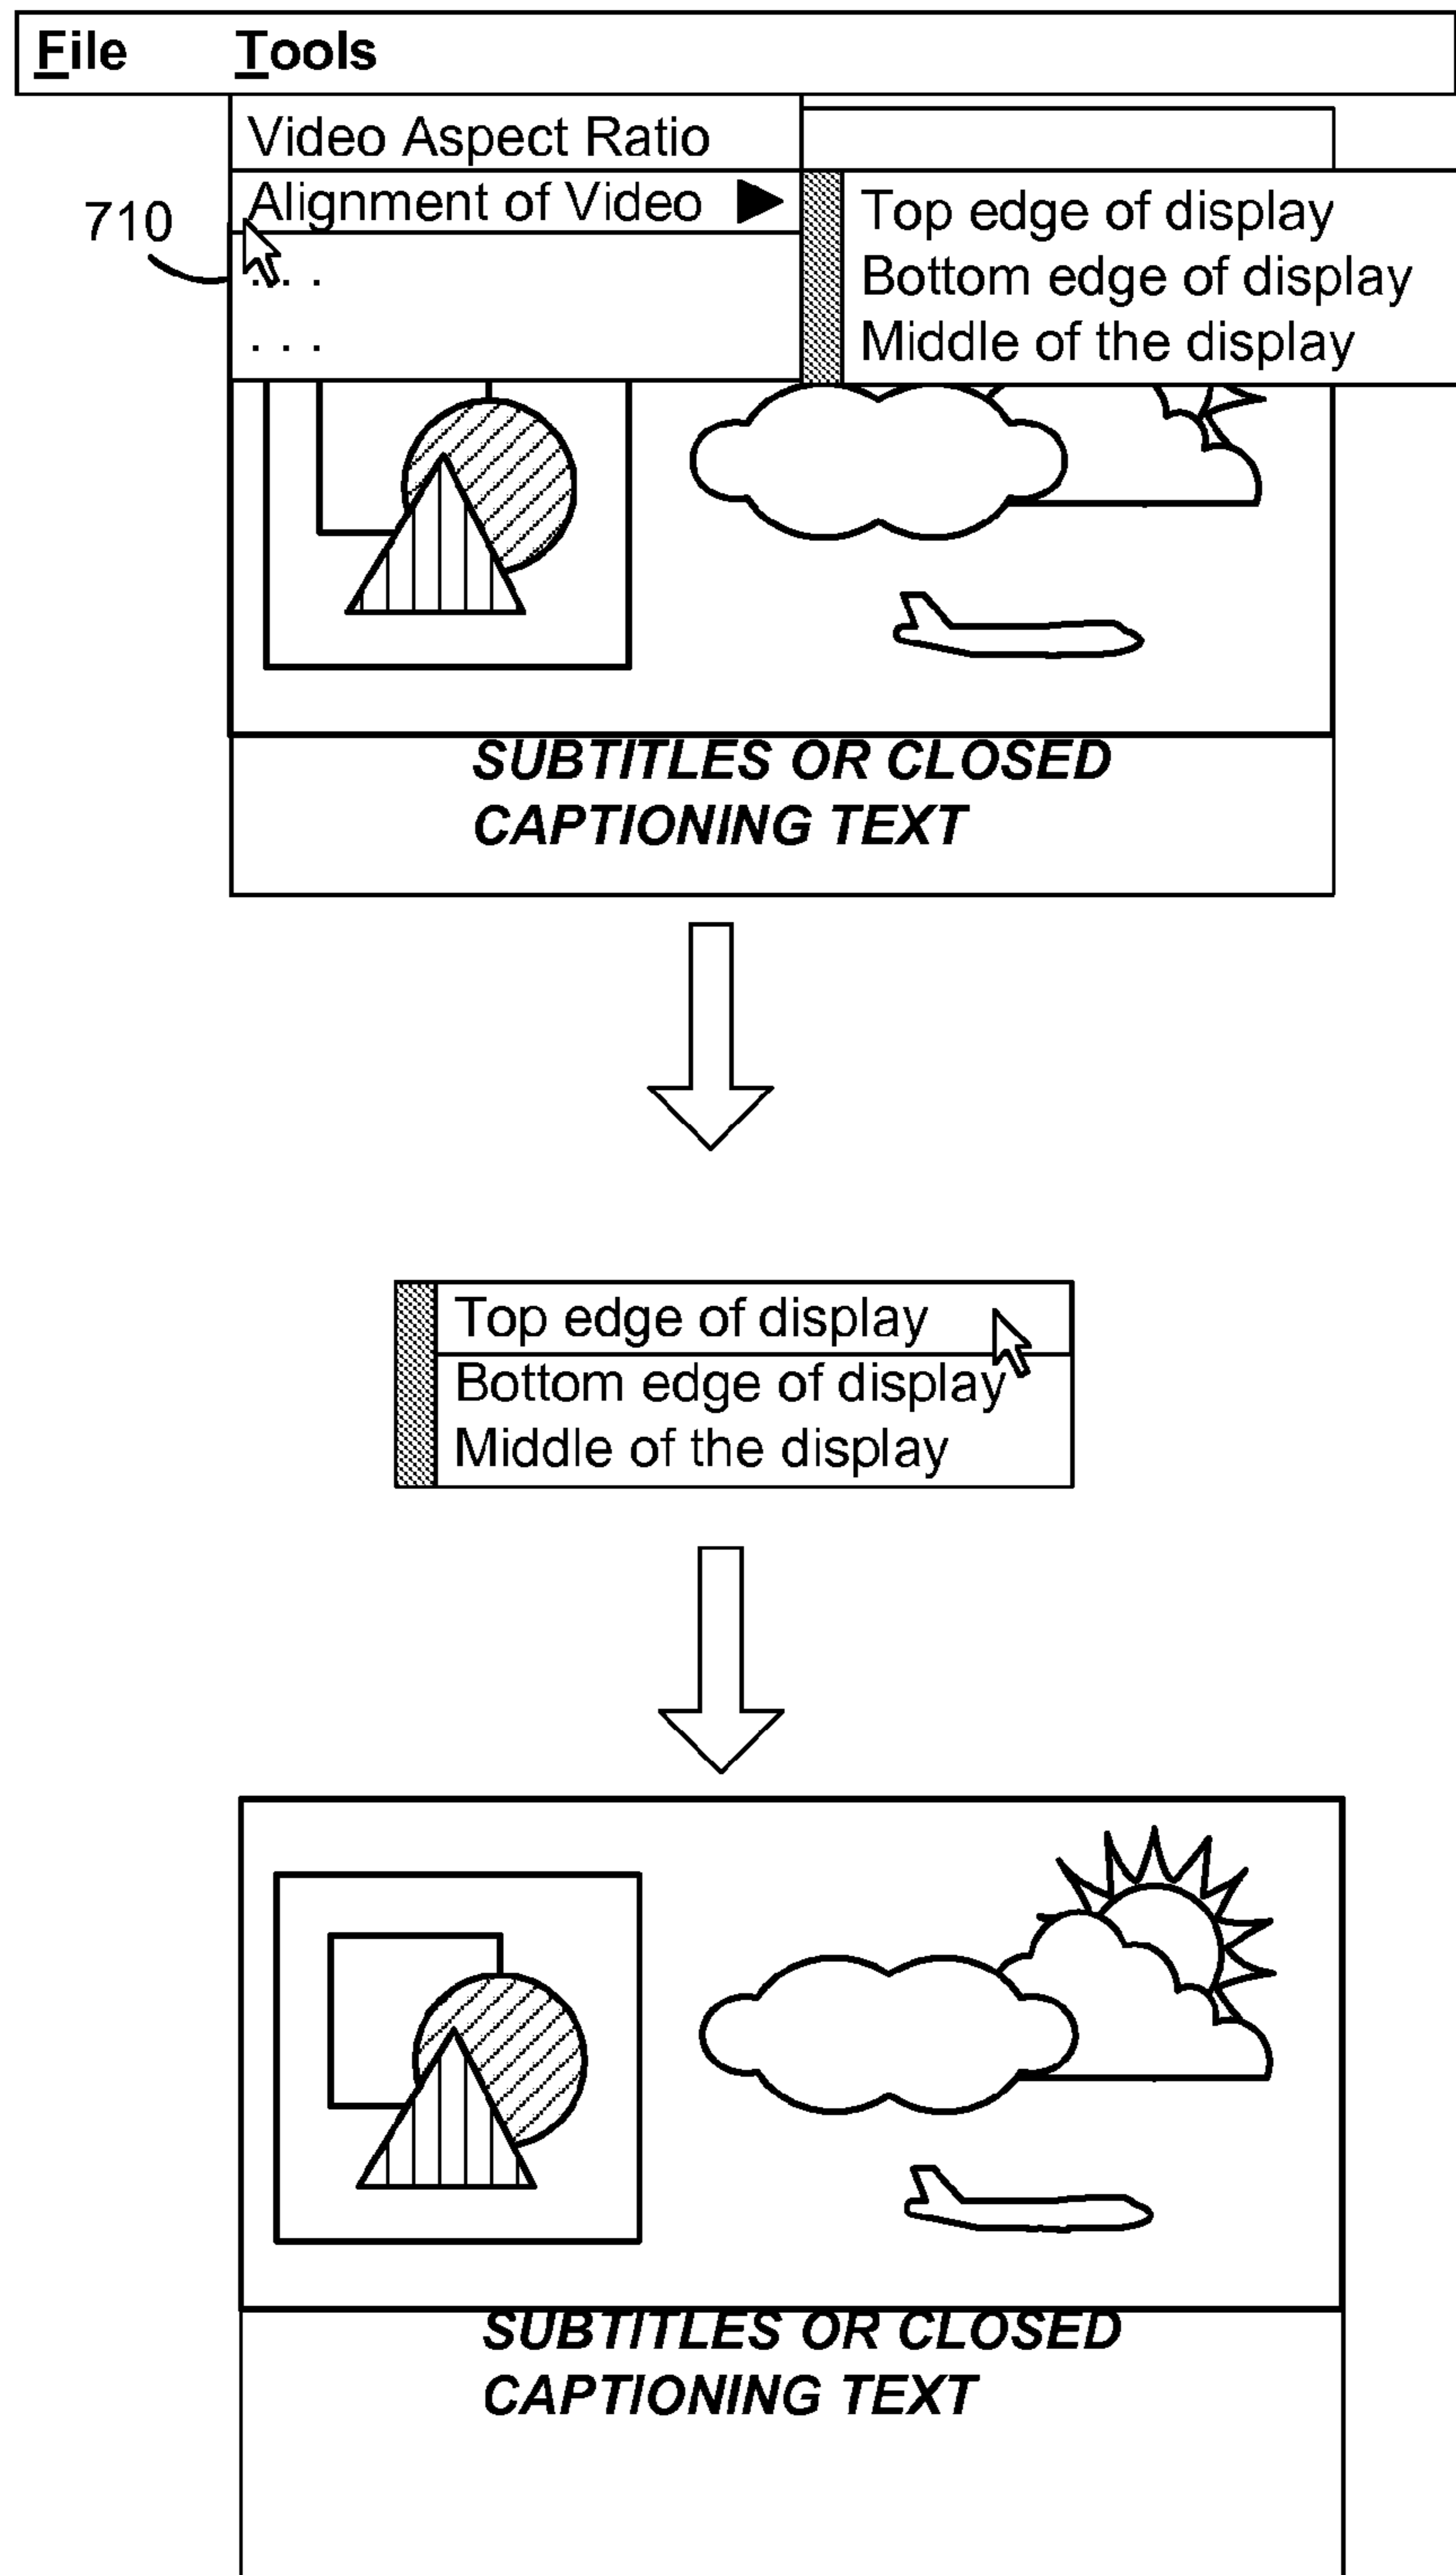 File Tools
Video Aspect Ratio
Alignment of Video
710
. . .
. . .
Top edge of display
Bottom edge of display
Middle of the display
SUBTITLES OR CLOSED
CAPTIONING TEXT
Top edge of display
Bottom edge of display
Middle of the display
SUBTITLES OR CLOSED
CAPTIONING TEXT